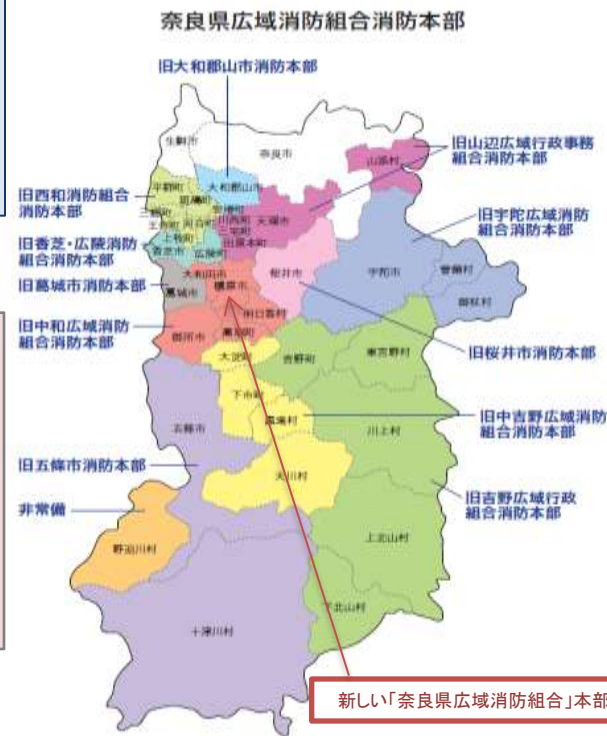 奈良県広域消防組合消防本部
旧大和郡山市消防本部
生駒市
奈良市
山添村
旧山辺広域行政事務
組合消防本部
平群町
大和郡山市
旧西和消防組合
消防本部
斑鳩町
安堵町
三郷町
王寺町
河合町
川西町
天理市
三宅町
上牧町
田原本町
旧宇陀広域消防
組合消防本部
旧香芝・広陵消防
組合消防本部
香芝市
広陵町
大和田市
桜井市
宇陀市
曽爾村
旧葛城市消防本部
葛城市
橿原市
御杖村
明日香村
旧中和広域消防
組合消防本部
御所市
高取町
旧桜井市消防本部
大淀町
吉野町
東吉野村
下市町
黒滝村
旧中吉野広域消防
組合消防本部
五條市
川上村
旧五條市消防本部
天川村
旧吉野広域行政
組合消防本部
非常備
上北山村
野迫川村
下北山村
十津川村
新しい「奈良県広域消防組合」本部